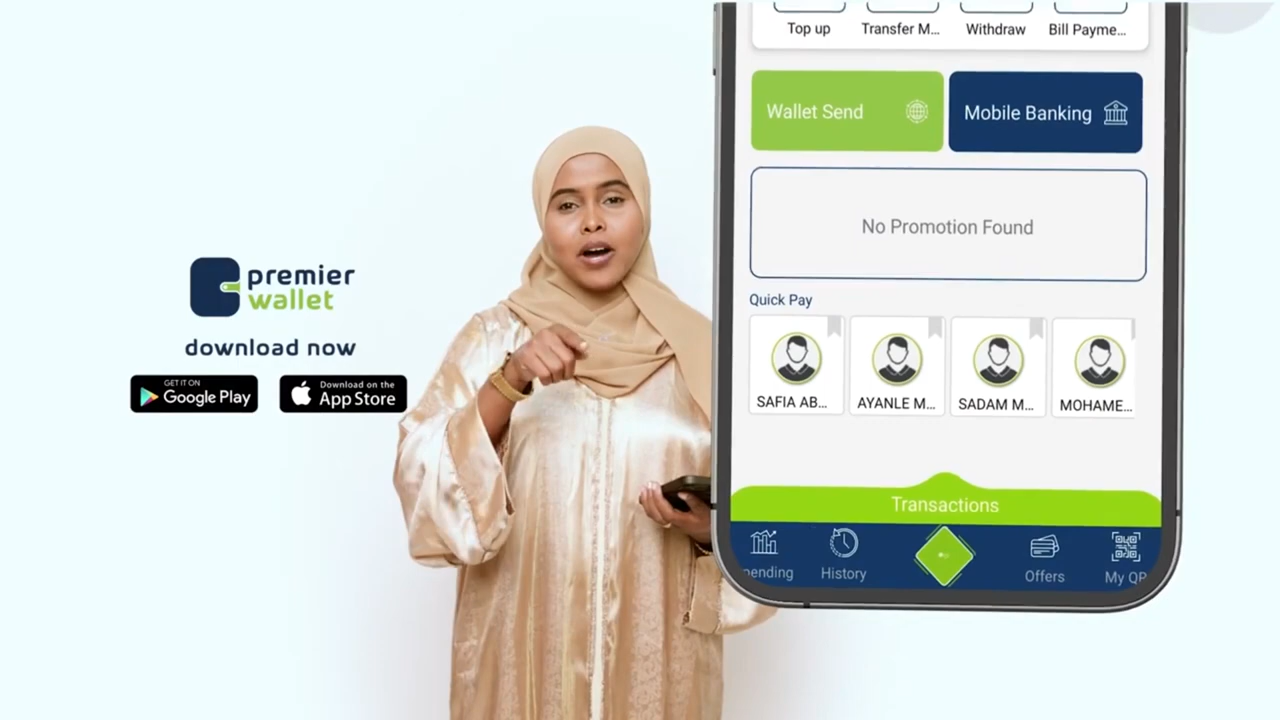 premier
wallet
download now
GET IT ON
Google Play
Download on the
App Store
Top up
Transfer M...
Withdraw
Bill Payme...
Wallet Send
Mobile Banking
No Promotion Found
Quick Pay
SAFIA AB...
AYANLE M...
SADAM M...
MOHAME...
Transactions
pending
History
Offers
My QR